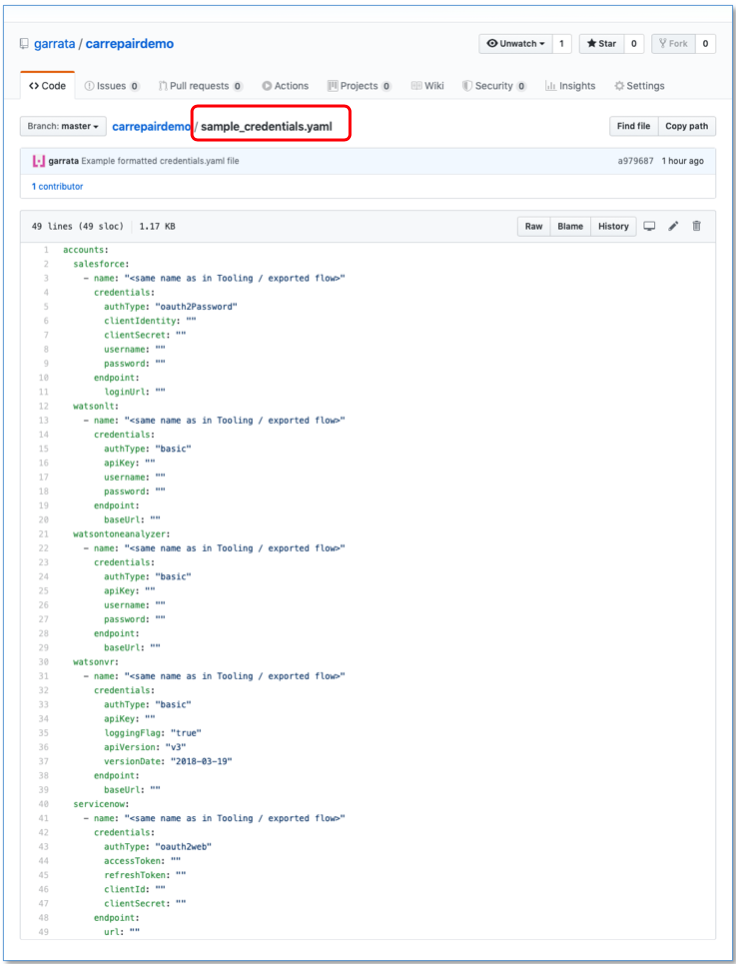 garrata / carrepairdemo
Unwatch 1 Star 0 Fork 0
Code Issues 0 Pull requests 0 Actions Projects 0 Wiki Security 0 Insights Settings
Branch: master carrepairdemo / sample_credentials.yaml Find file Copy path
garrata Example formatted credentials.yaml file a979687 1 hour ago
1 contributor
49 lines (49 sloc) 1.17 KB Raw Blame History
1 accounts:
2 salesforce:
3 - name: "<same name as in Tooling / exported flow>"
4 credentials:
5 authType: "oauth2Password"
6 clientIdentity: ""
7 clientSecret: ""
8 username: ""
9 password: ""
10 endpoint:
11 loginUrl: ""
12 watsonlt:
13 - name: "<same name as in Tooling / exported flow>"
14 credentials:
15 authType: "basic"
16 apiKey: ""
17 username: ""
18 password: ""
19 endpoint:
20 baseUrl: ""
21 watsontoneanalyzer:
22 - name: "<same name as in Tooling / exported flow>"
23 credentials:
24 authType: "basic"
25 apiKey: ""
26 username: ""
27 password: ""
28 endpoint:
29 baseUrl: ""
30 watsonvr:
31 - name: "<same name as in Tooling / exported flow>"
32 credentials:
33 authType: "basic"
34 apiKey: ""
35 loggingFlag: "true"
36 apiVersion: "v3"
37 versionDate: "2018-03-19"
38 endpoint:
39 baseUrl: ""
40 servicenow:
41 - name: "<same name as in Tooling / exported flow>"
42 credentials:
43 authType: "oauth2web"
44 accessToken: ""
45 refreshToken: ""
46 clientId: ""
47 clientSecret: ""
48 endpoint:
49 url: ""